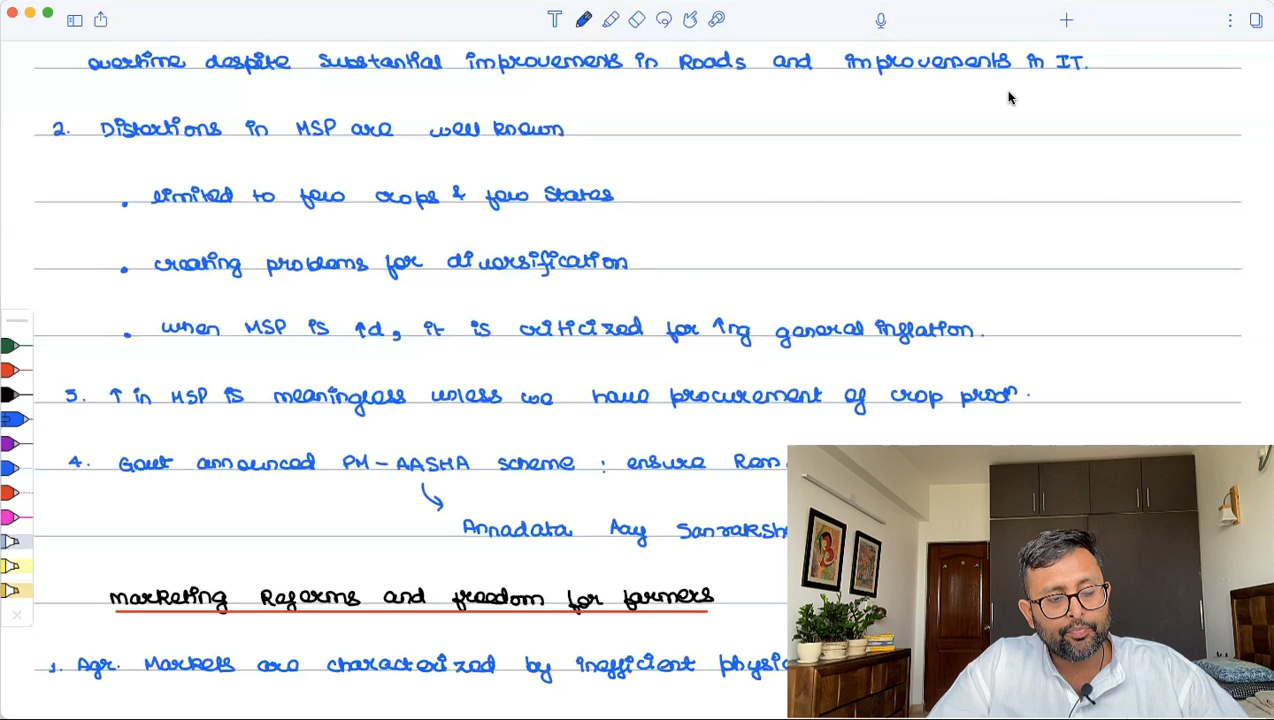 overtime despite substantial improvements in Roads and improvements in IT.
2. Distortions in MSP are well known
• limited to few crops & few States
• creating problems for diversification
• when MSP is ↑d, it is criticized for ↑ng general inflation.
3. ↑ in MSP is meaningless unless we have procurement of crop prodn.
4. Govt announced PM-AASHA scheme : ensure Rem
Annadata Aay Sanraksh
Marketing Reforms and freedom for farmers
1. Agr. Markets are characterized by inefficient physic